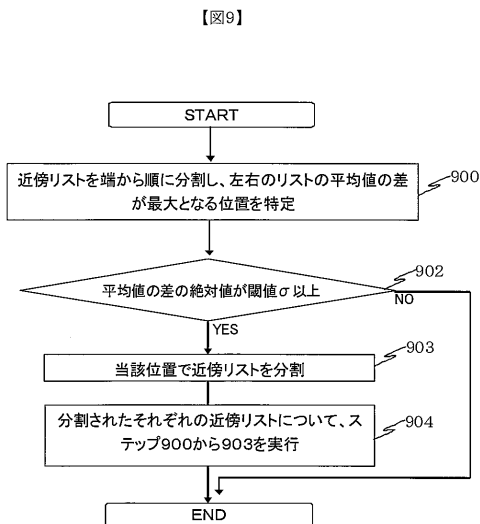 【図9】
START
近傍リストを端から順に分割し、左右のリストの平均値の差
が最大となる位置を特定
900
平均値の差の絶対値が閾値σ以上
902
NO
YES
当該位置で近傍リストを分割
903
分割されたそれぞれの近傍リストについて、ス
テップ900から903を実行
904
END